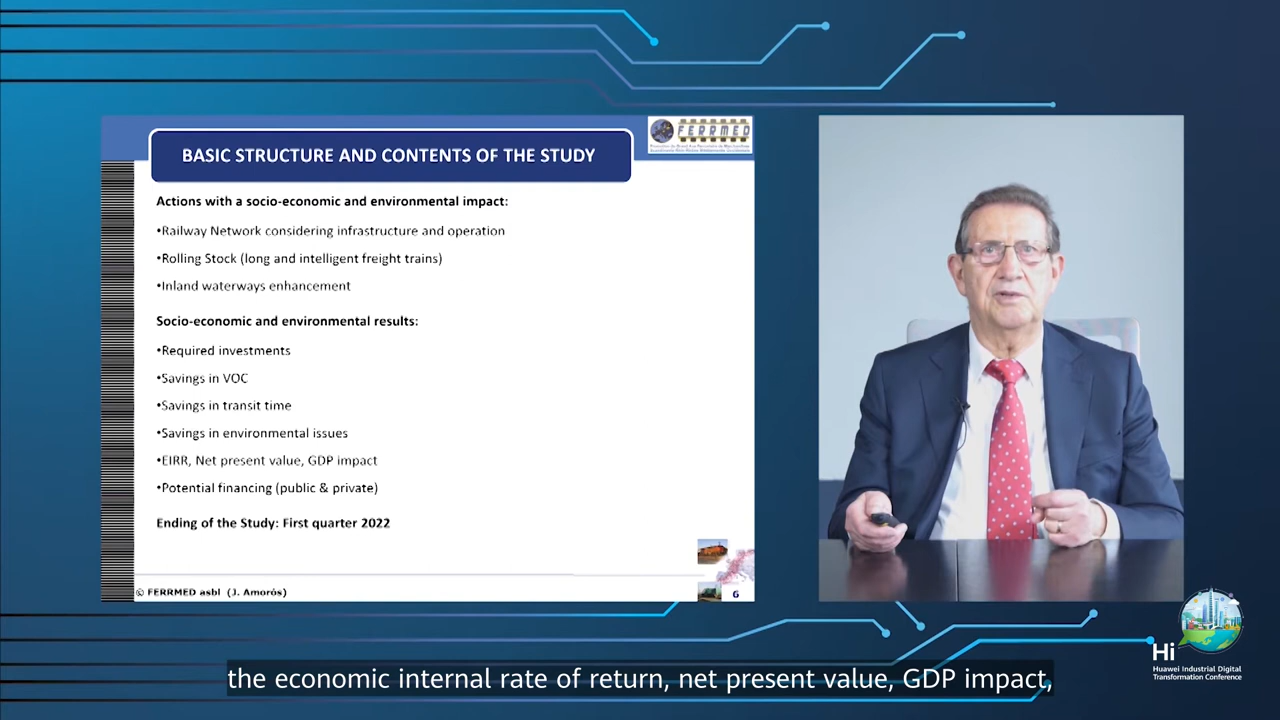 FERRMED
BASIC STRUCTURE AND CONTENTS OF THE STUDY
Actions with a socio-economic and environmental impact:
•Railway Network considering infrastructure and operation
•Rolling Stock (long and intelligent freight trains)
•Inland waterways enhancement
Socio-economic and environmental results:
•Required investments
•Savings in VOC
•Savings in transit time
•Savings in environmental issues
•EIRR, Net present value, GDP impact
•Potential financing (public & private)
Ending of the Study: First quarter 2022
© FERRMED asbl (J. Amorós)
6
Hi
Huawei Industrial Digital
Transformation Conference
the economic internal rate of return, net present value, GDP impact,